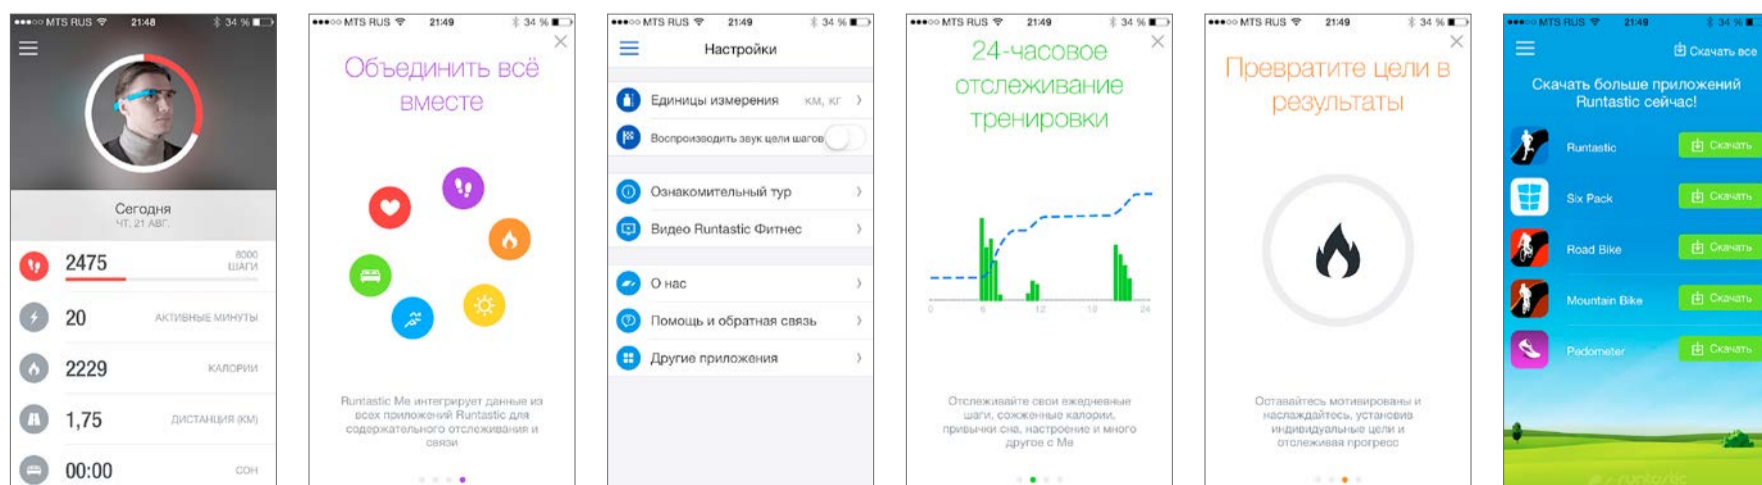 MTS RUS 21:48 34 %
Сегодня
ЧТ, 21 АВГ.
2475
8000
ШАГИ
20 АКТИВНЫЕ МИНУТЫ
2229 КАЛОРИИ
1,75 ДИСТАНЦИЯ (КМ)
00:00 СОН
MTS RUS 21:49 34 %
Объединить всё
вместе
Runtastic Me интегрирует данные из
всех приложений Runtastic для
содержательного отслеживания и
связи
MTS RUS 21:49 34 %
Настройки
Единицы измерения км, кг
Воспроизводить звук цели шагов
Ознакомительный тур
Видео Runtastic Фитнес
О нас
Помощь и обратная связь
Другие приложения
MTS RUS 21:49 34 %
24-часовое
отслеживание
тренировки
0 6 12 18 24
Отслеживайте свои ежедневные
шаги, сожженные калории,
привычки сна, настроение и много
другое с Me
MTS RUS 21:49 34 %
Превратите цели в
результаты
Оставайтесь мотивированы и
наслаждайтесь, установив
индивидуальные цели и
отслеживая прогресс
MTS RUS 21:49 34 %
Скачать все
Скачать больше приложений
Runtastic сейчас!
Runtastic Скачать
Six Pack Скачать
Road Bike Скачать
Mountain Bike Скачать
Pedometer Скачать
runtastic